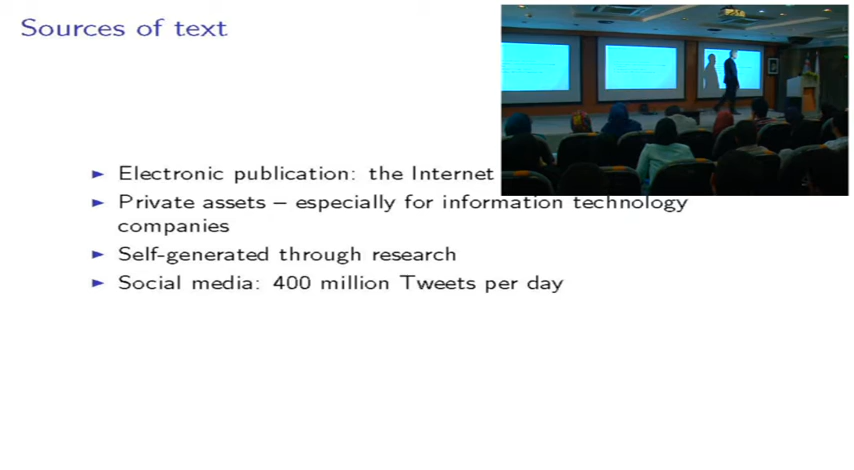 Sources of text
► Electronic publication: the Internet
► Private assets – especially for information technology
companies
► Self-generated through research
► Social media: 400 million Tweets per day